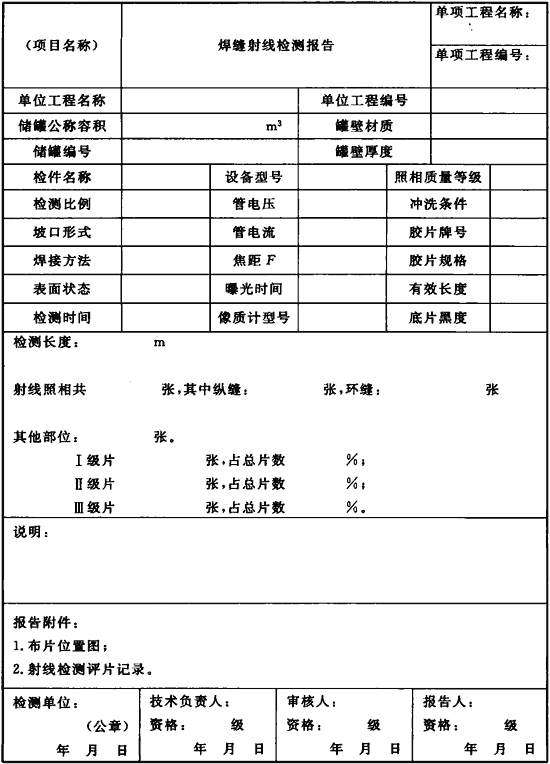 单项工程名称：
（项目名称） 焊缝射线检测报告
单项工程编号：
单位工程名称 单位工程编号
储罐公称容积 m³ 罐壁材质
储罐编号 罐壁厚度
检件名称 设备型号 照相质量等级
检测比例 管电压 冲洗条件
坡口形式 管电流 胶片牌号
焊接方法 焦距 F 胶片规格
表面状态 曝光时间 有效长度
检测时间 像质计型号 底片黑度
检测长度： m
射线照相共 张，其中纵缝： 张，环缝： 张
其他部位： 张。
Ⅰ级片 张，占总片数 %；
Ⅱ级片 张，占总片数 %；
Ⅲ级片 张，占总片数 %。
说明：
报告附件：
1. 布片位置图；
2. 射线检测评片记录。
检测单位： 技术负责人： 审核人： 报告人：
（公章） 资格： 级 资格： 级 资格： 级
年 月 日 年 月 日 年 月 日 年 月 日